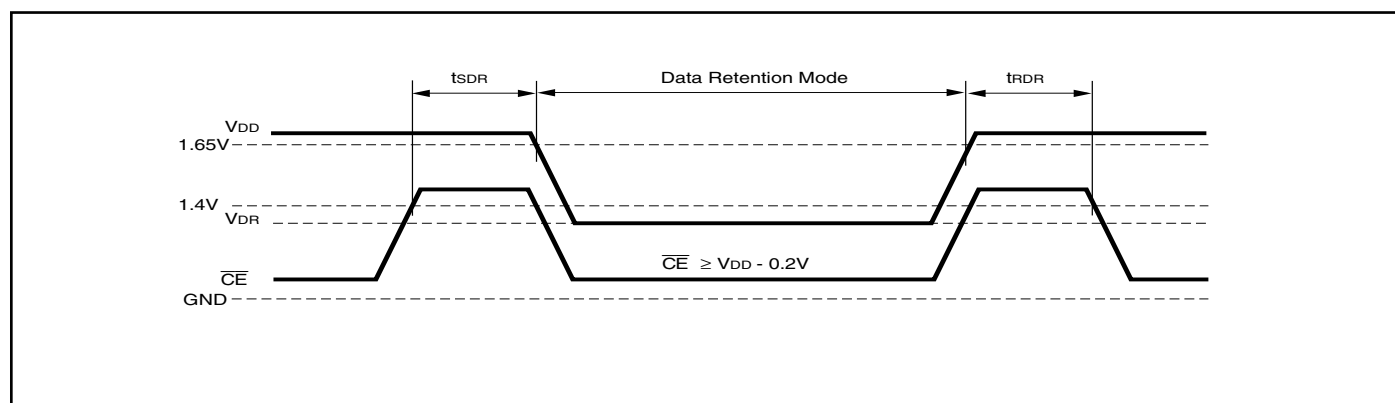 tSDR Data Retention Mode tRDR
VDD
1.65V
1.4V
VDR
CE ≥ VDD - 0.2V
CE
GND